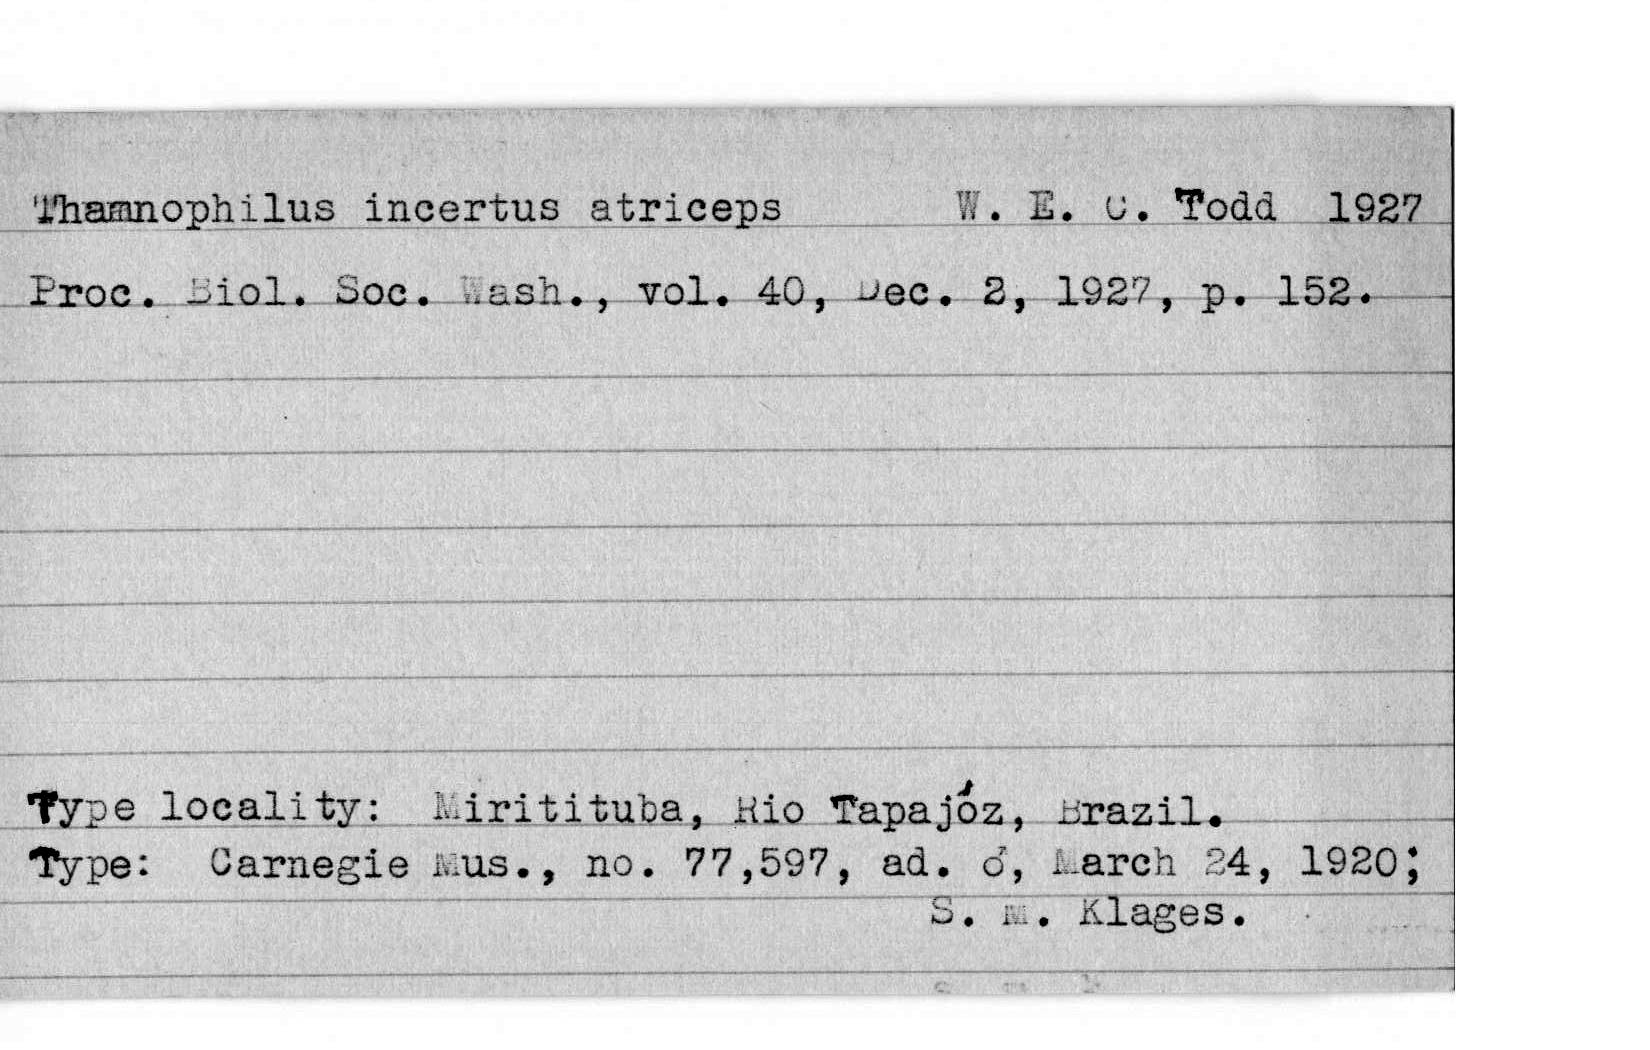 Thamnophilus incertus atriceps W. E. C. Todd 1927
Proc. Biol. Soc. Wash., vol. 40, Dec. 2, 1927, p. 152.
Type locality: Miritituba, Rio Tapajóz, Brazil.
Type: Carnegie Mus., no. 77,597, ad. ♂, March 24, 1920;
S. M. Klages.